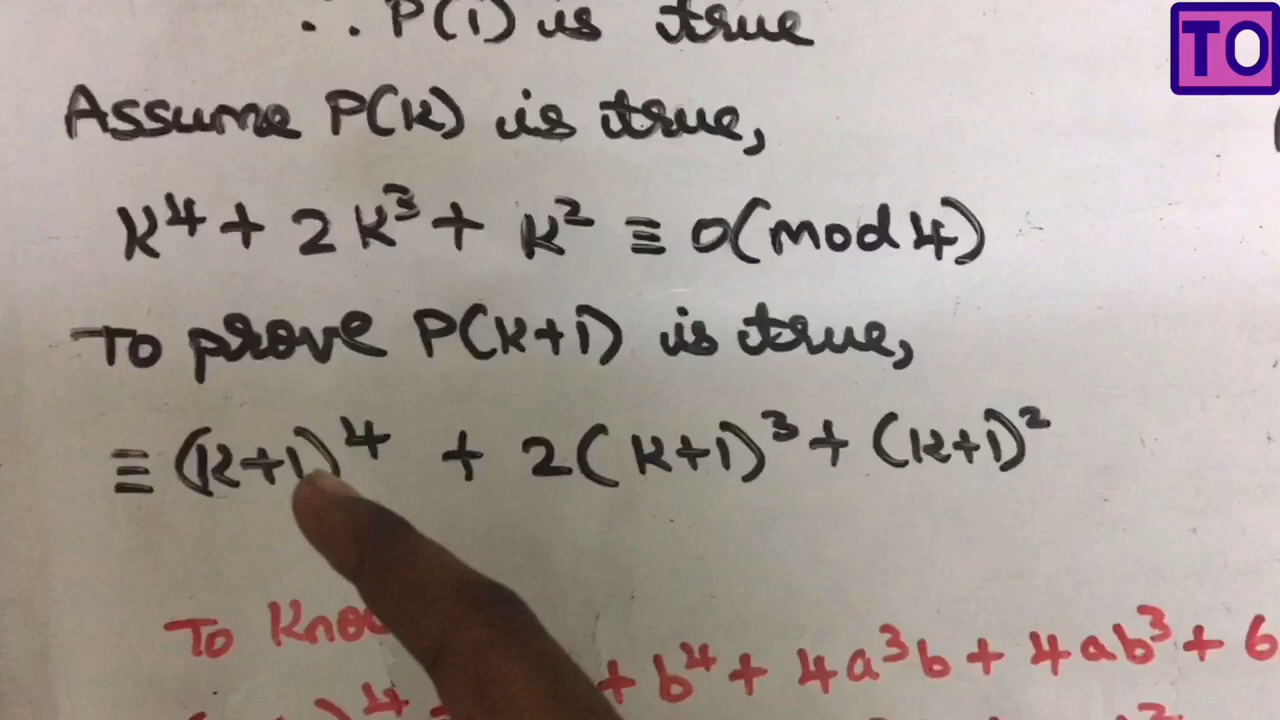 ∴ P(1) is true
TO
Assume P(k) is true,
k⁴ + 2k³ + k² ≡ 0(mod 4)
To prove P(k+1) is true,
≡ (k+1)⁴ + 2(k+1)³ + (k+1)²
To
+ b⁴ + 4a³b + 4ab³ + 6